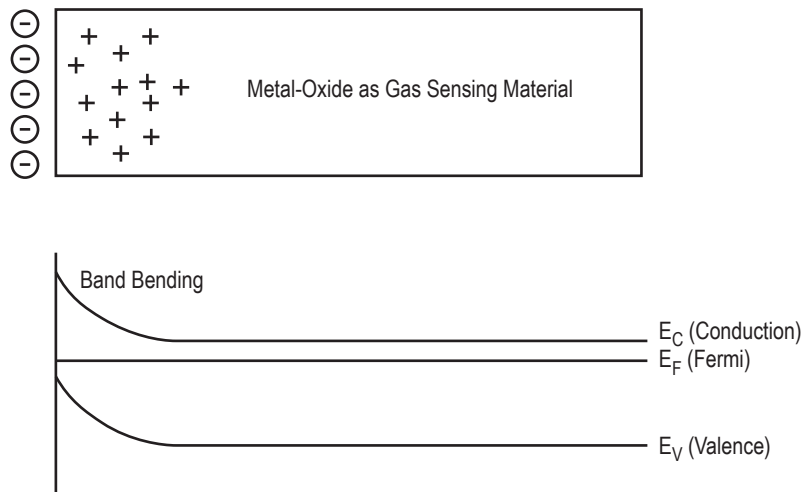 Metal-Oxide as Gas Sensing Material
Band Bending
E_C (Conduction)
E_F (Fermi)
E_V (Valence)